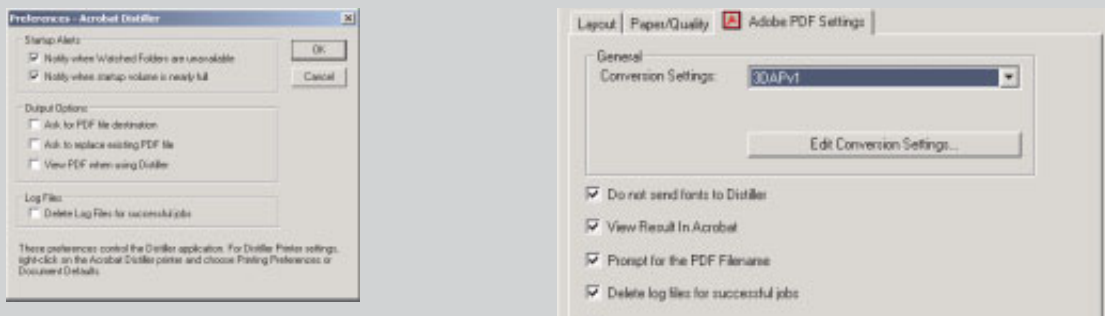 Preferences - Acrobat Distiller
Startup Alerts
Notify when Watched Folders are unavailable
Notify when startup volume is nearly full
OK
Cancel
Output Options
Ask for PDF file destination
Ask to replace existing PDF file
View PDF when using Distiller
Log Files
Delete Log Files for successful jobs
These preferences control the Distiller application. For Distiller Printer settings,
right-click on the Acrobat Distiller printer and choose Printing Preferences or
Document Defaults.
Layout Paper/Quality Adobe PDF Settings
General
Conversion Settings: 3DAPv1
Edit Conversion Settings...
Do not send fonts to Distiller
View Result In Acrobat
Prompt for the PDF Filename
Delete log files for successful jobs